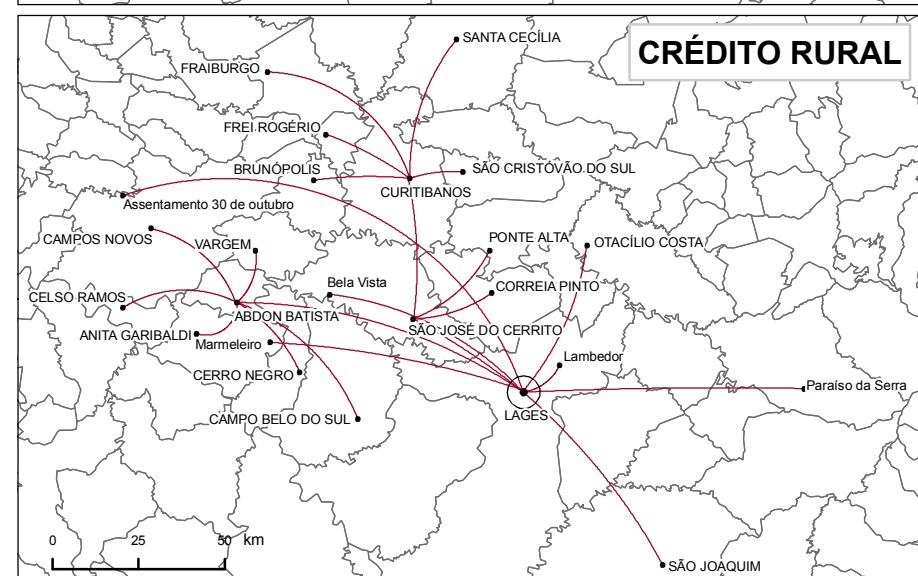 SANTA CECÍLIA
CRÉDITO RURAL
FRAIBURGO
FREI ROGÉRIO
BRUNÓPOLIS
SÃO CRISTÓVÃO DO SUL
CURITIBANOS
Assentamento 30 de outubro
CAMPOS NOVOS
VARGEM
PONTE ALTA
OTACÍLIO COSTA
Bela Vista
CORREIA PINTO
CELSO RAMOS
ABDON BATISTA
SÃO JOSÉ DO CERRITO
ANITA GARIBALDI
Marmeleiro
Lambedor
CERRO NEGRO
Paraíso da Serra
LAGES
CAMPO BELO DO SUL
0 25 50 km
SÃO JOAQUIM